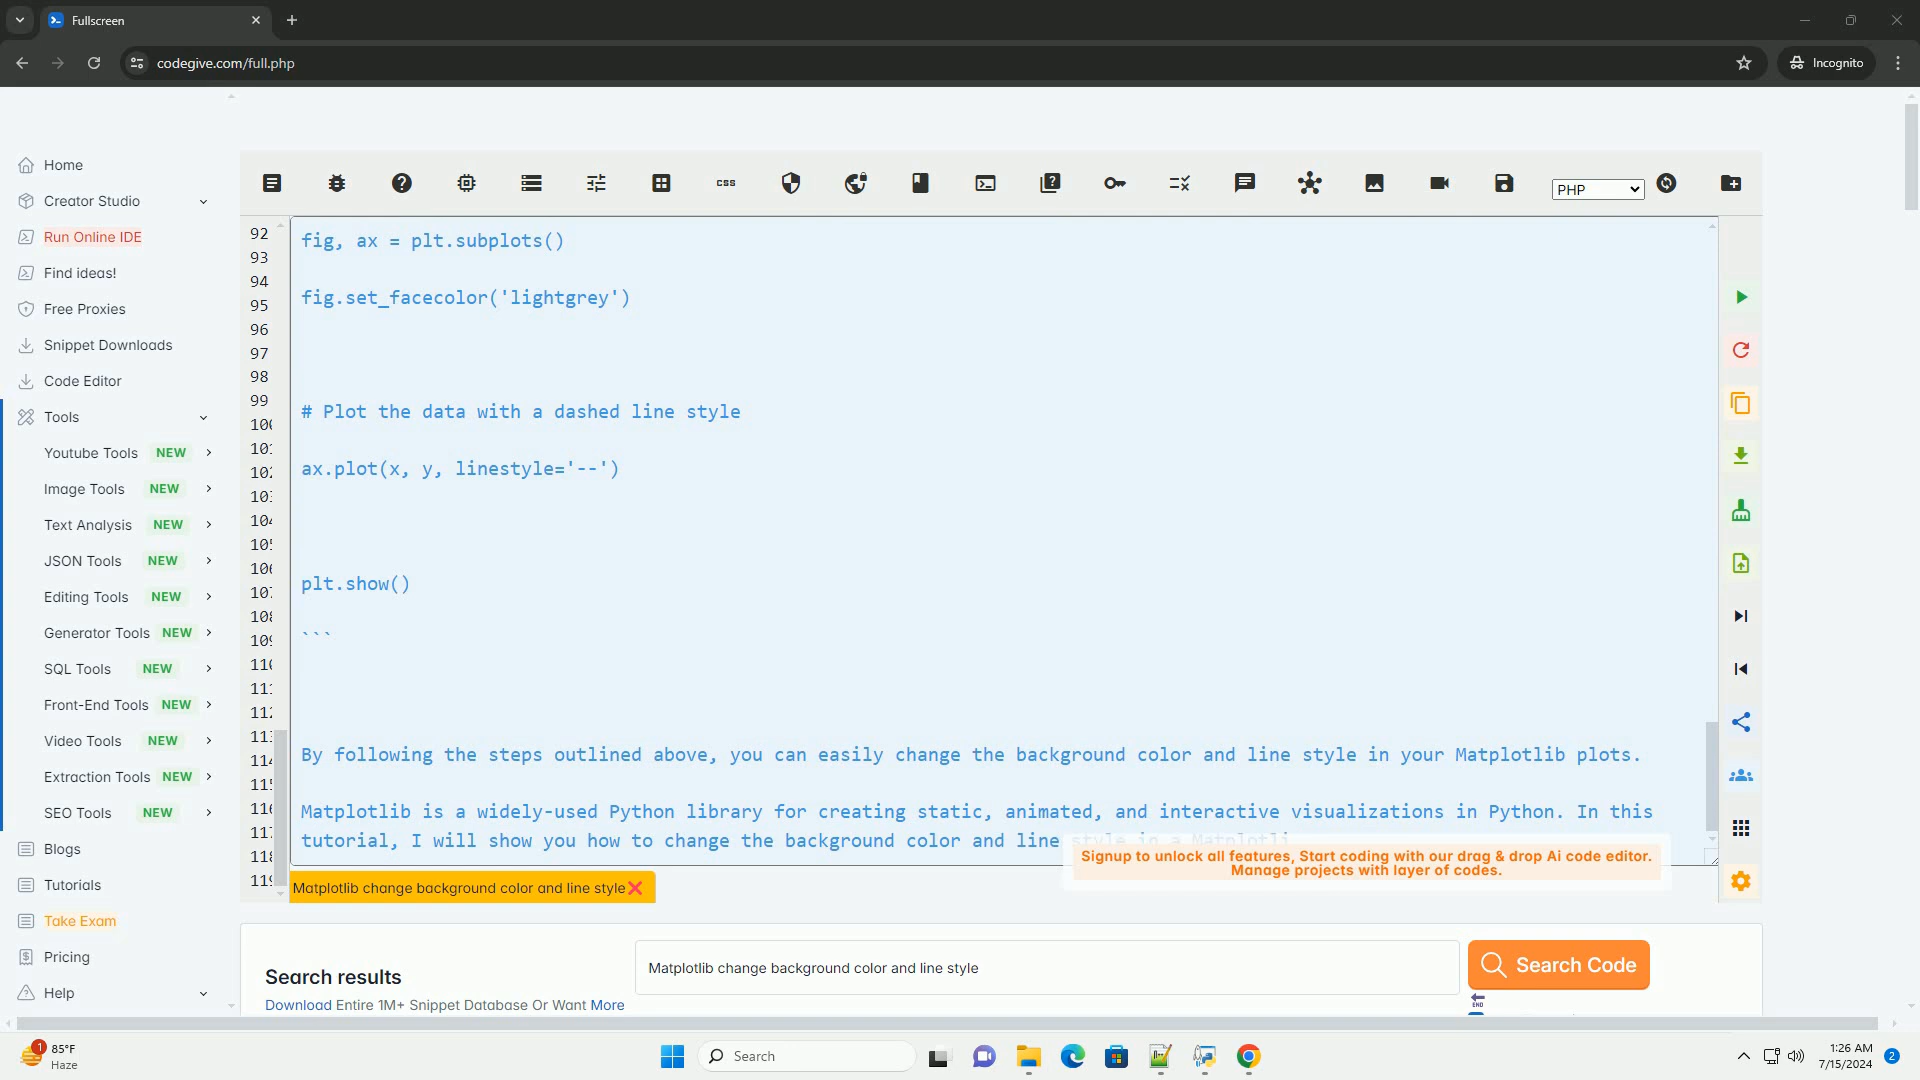 Fullscreen
codegive.com/full.php
Incognito
Home
Creator Studio
Run Online IDE
Find ideas!
Free Proxies
Snippet Downloads
Code Editor
Tools
Youtube Tools NEW
Image Tools NEW
Text Analysis NEW
JSON Tools NEW
Editing Tools NEW
Generator Tools NEW
SQL Tools NEW
Front-End Tools NEW
Video Tools NEW
Extraction Tools NEW
SEO Tools NEW
Blogs
Tutorials
Take Exam
Pricing
Help
css
PHP
92
93
94
95
96
97
98
99
fig, ax = plt.subplots()
fig.set_facecolor('lightgrey')
# Plot the data with a dashed line style
ax.plot(x, y, linestyle='--')
plt.show()
```
By following the steps outlined above, you can easily change the background color and line style in your Matplotlib plots.
Matplotlib is a widely-used Python library for creating static, animated, and interactive visualizations in Python. In this
tutorial, I will show you how to change the background color and line style in a Matplotli
Signup to unlock all features, Start coding with our drag & drop Ai code editor.
Manage projects with layer of codes.
Matplotlib change background color and line style
Search results
Download Entire 1M+ Snippet Database Or Want More
Matplotlib change background color and line style
Search Code
END
1
85°F
Haze
Search
1:26 AM
7/15/2024
2